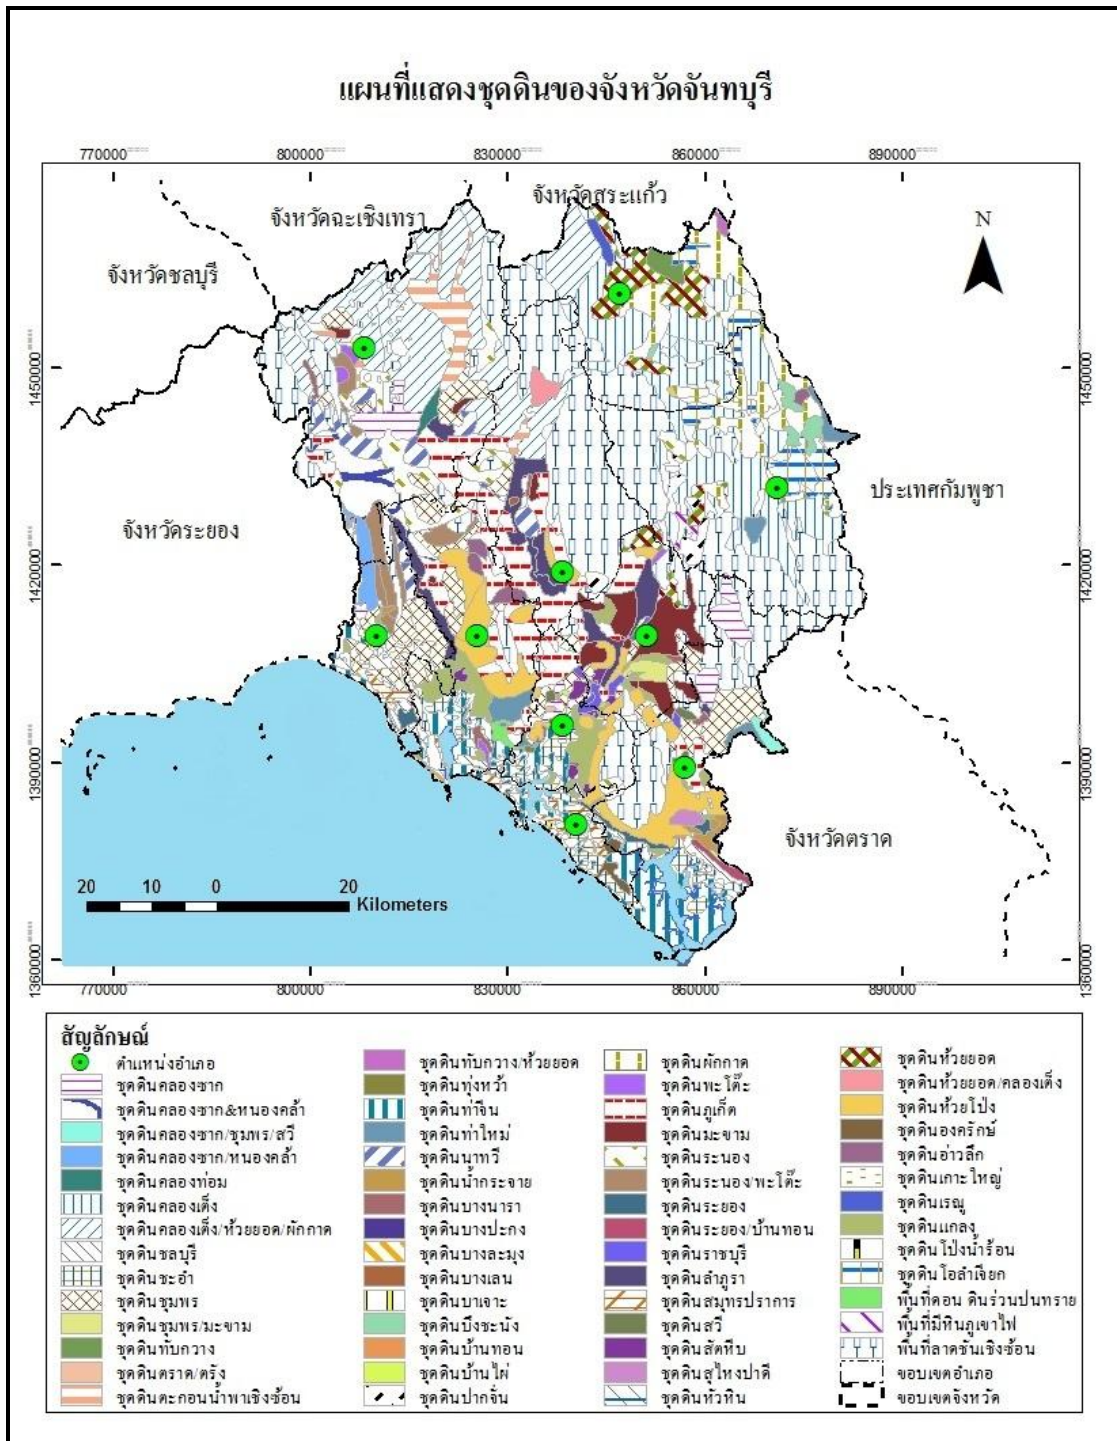 แผนที่แสดงชุดดินของจังหวัดจันทบุรี
770000 800000 830000 860000 890000
จังหวัดสระแก้ว
จังหวัดฉะเชิงเทรา
N
จังหวัดชลบุรี
1450000 1450000
ประเทศกัมพูชา
จังหวัดระยอง
1420000 1420000
1390000 1390000
จังหวัดตราด
20 10 0 20
Kilometers
1360000 1360000
770000 800000 830000 860000 890000
สัญลักษณ์
ตำแหน่งอำเภอ
ชุดดินคลองซาก
ชุดดินคลองซาก&หนองคล้า
ชุดดินคลองซาก/ชุมพร/สวี
ชุดดินคลองซาก/หนองคล้า
ชุดดินคลองท่อม
ชุดดินคลองเต็ง
ชุดดินคลองเต็ง/ห้วยยอด/ผักกาด
ชุดดินชลบุรี
ชุดดินชะอำ
ชุดดินชุมพร
ชุดดินชุมพร/มะขาม
ชุดดินทับกวาง
ชุดดินตราด/ตรัง
ชุดดินตะกอนน้ำพาเชิงซ้อน
ชุดดินทับกวาง/ห้วยยอด
ชุดดินทุ่งหว้า
ชุดดินท่าจีน
ชุดดินท่าใหม่
ชุดดินนาทวี
ชุดดินน้ำกระจาย
ชุดดินบางนารา
ชุดดินบางปะกง
ชุดดินบางละมุง
ชุดดินบางเลน
ชุดดินบาเจาะ
ชุดดินบึงชะนัง
ชุดดินบ้านทอน
ชุดดินบ้านไผ่
ชุดดินปากจั่น
ชุดดินผักกาด
ชุดดินพะโต๊ะ
ชุดดินภูเก็ต
ชุดดินมะขาม
ชุดดินระนอง
ชุดดินระนอง/พะโต๊ะ
ชุดดินระยอง
ชุดดินระยอง/บ้านทอน
ชุดดินราชบุรี
ชุดดินลำภูรา
ชุดดินสมุทรปราการ
ชุดดินสวี
ชุดดินสัตหีบ
ชุดดินสุไหงปาดี
ชุดดินหัวหิน
ชุดดินห้วยยอด
ชุดดินห้วยยอด/คลองเต็ง
ชุดดินห้วยโป่ง
ชุดดินองครักษ์
ชุดดินอ่าวลึก
ชุดดินเกาะใหญ่
ชุดดินเรณู
ชุดดินแกลง
ชุดดินโป่งน้ำร้อน
ชุดดินโอลำเจียก
พื้นที่ดอน ดินร่วนปนทราย
พื้นที่มีหินภูเขาไฟ
พื้นที่ลาดชันเชิงซ้อน
ขอบเขตอำเภอ
ขอบเขตจังหวัด